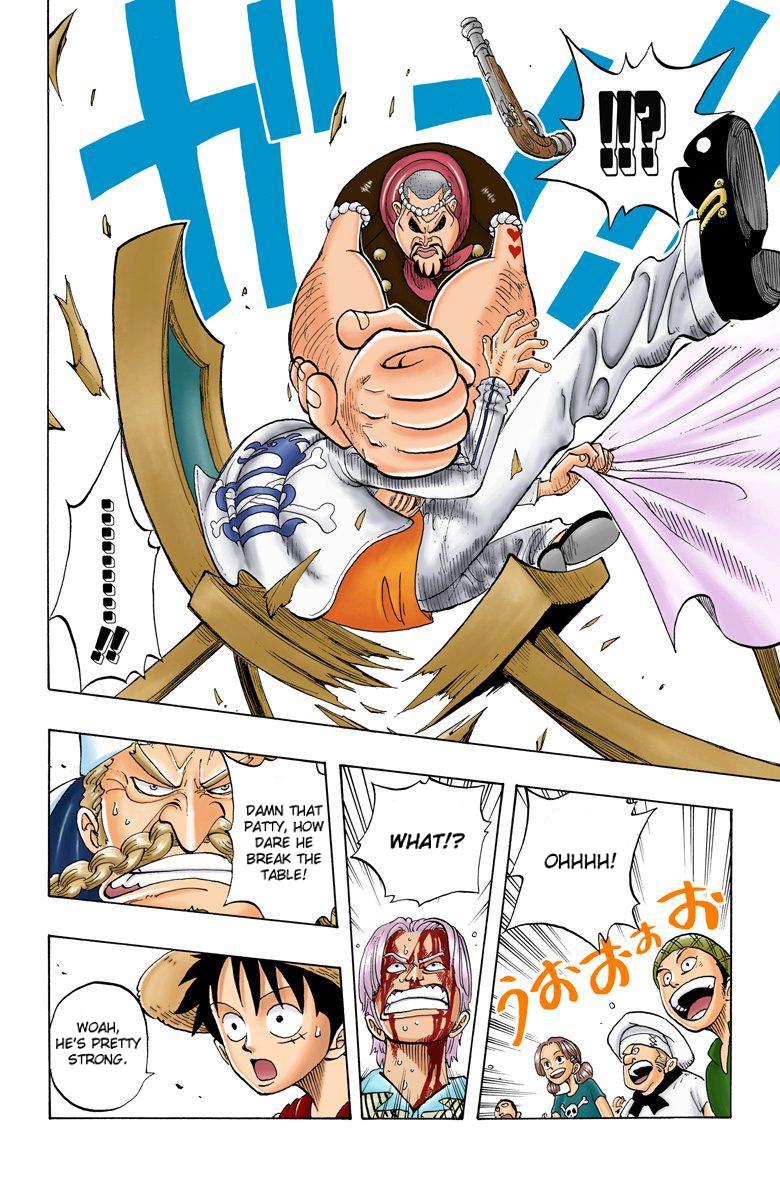 ガーン!!
!!?
..........!!
OHHHH!
うおおぉお
WHAT!?
DAMN THAT
PATTY, HOW
DARE HE
BREAK THE
TABLE!
WOAH,
HE'S PRETTY
STRONG.